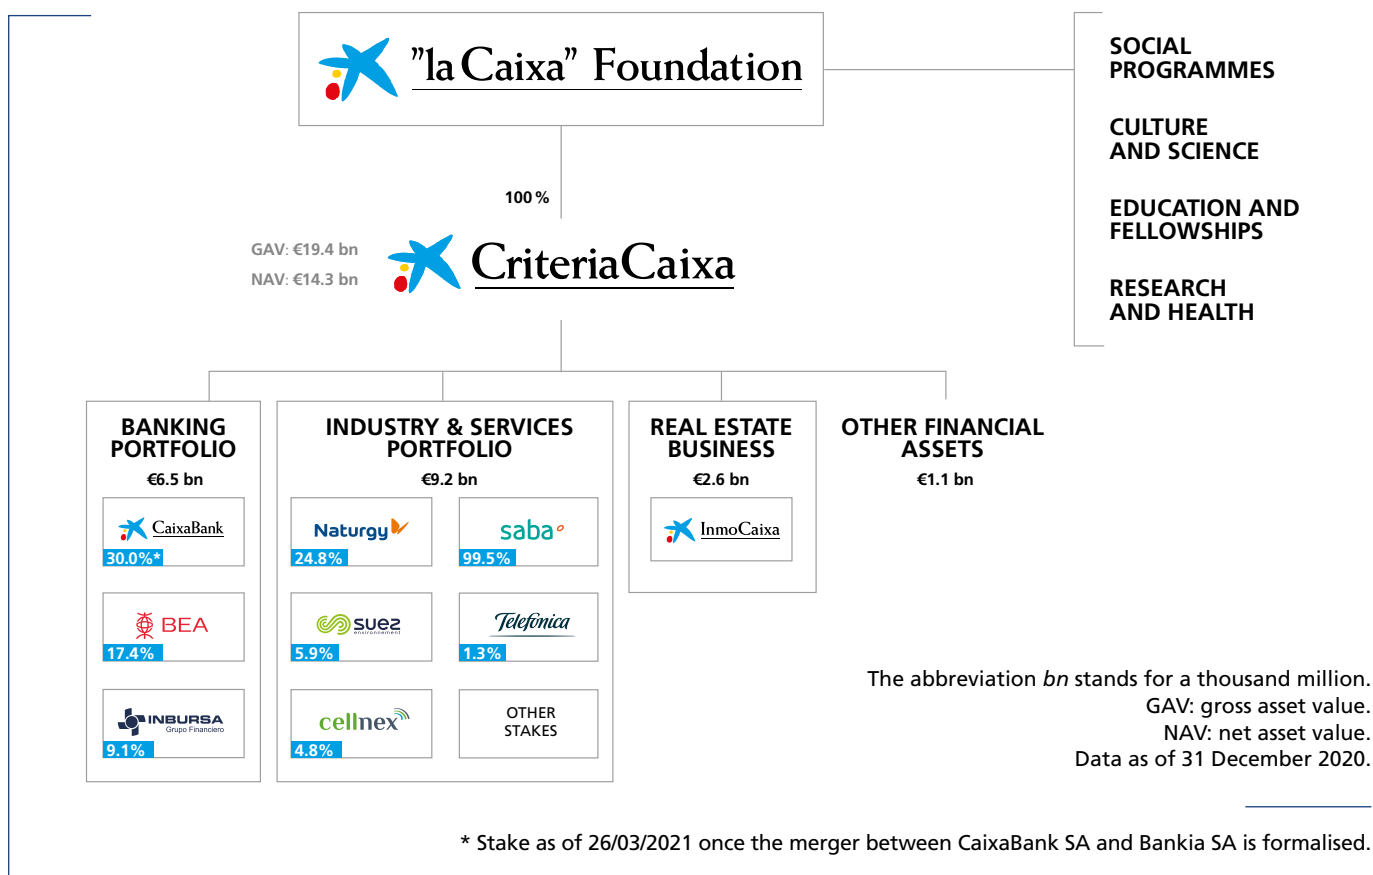 ”la Caixa” Foundation
SOCIAL
PROGRAMMES
CULTURE
AND SCIENCE
EDUCATION AND
FELLOWSHIPS
RESEARCH
AND HEALTH
100 %
GAV: €19.4 bn
NAV: €14.3 bn
CriteriaCaixa
BANKING
PORTFOLIO
€6.5 bn
CaixaBank
30.0%*
BEA
17.4%
INBURSA
Grupo Financiero
9.1%
INDUSTRY & SERVICES
PORTFOLIO
€9.2 bn
Naturgy
24.8%
saba
99.5%
suez
environnement
5.9%
Telefónica
1.3%
cellnex
4.8%
OTHER
STAKES
REAL ESTATE
BUSINESS
€2.6 bn
InmoCaixa
OTHER FINANCIAL
ASSETS
€1.1 bn
The abbreviation bn stands for a thousand million.
GAV: gross asset value.
NAV: net asset value.
Data as of 31 December 2020.
* Stake as of 26/03/2021 once the merger between CaixaBank SA and Bankia SA is formalised.